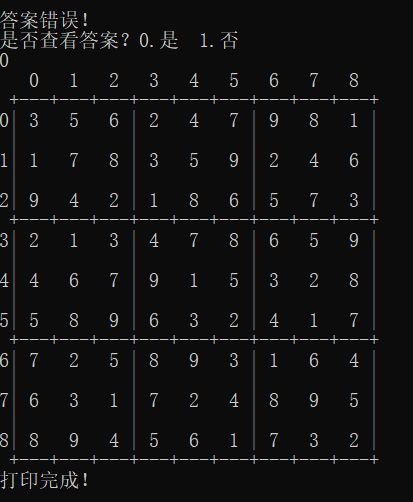 答案错误!
是否查看答案? 0.是 1.否
0
0 1 2 3 4 5 6 7 8
+---+---+---+---+---+---+---+---+---+
0| 3 5 6 | 2 4 7 | 9 8 1 |
1| 1 7 8 | 3 5 9 | 2 4 6 |
2| 9 4 2 | 1 8 6 | 5 7 3 |
+---+---+---+---+---+---+---+---+---+
3| 2 1 3 | 4 7 8 | 6 5 9 |
4| 4 6 7 | 9 1 5 | 3 2 8 |
5| 5 8 9 | 6 3 2 | 4 1 7 |
+---+---+---+---+---+---+---+---+---+
6| 7 2 5 | 8 9 3 | 1 6 4 |
7| 6 3 1 | 7 2 4 | 8 9 5 |
8| 8 9 4 | 5 6 1 | 7 3 2 |
+---+---+---+---+---+---+---+---+---+
打印完成!